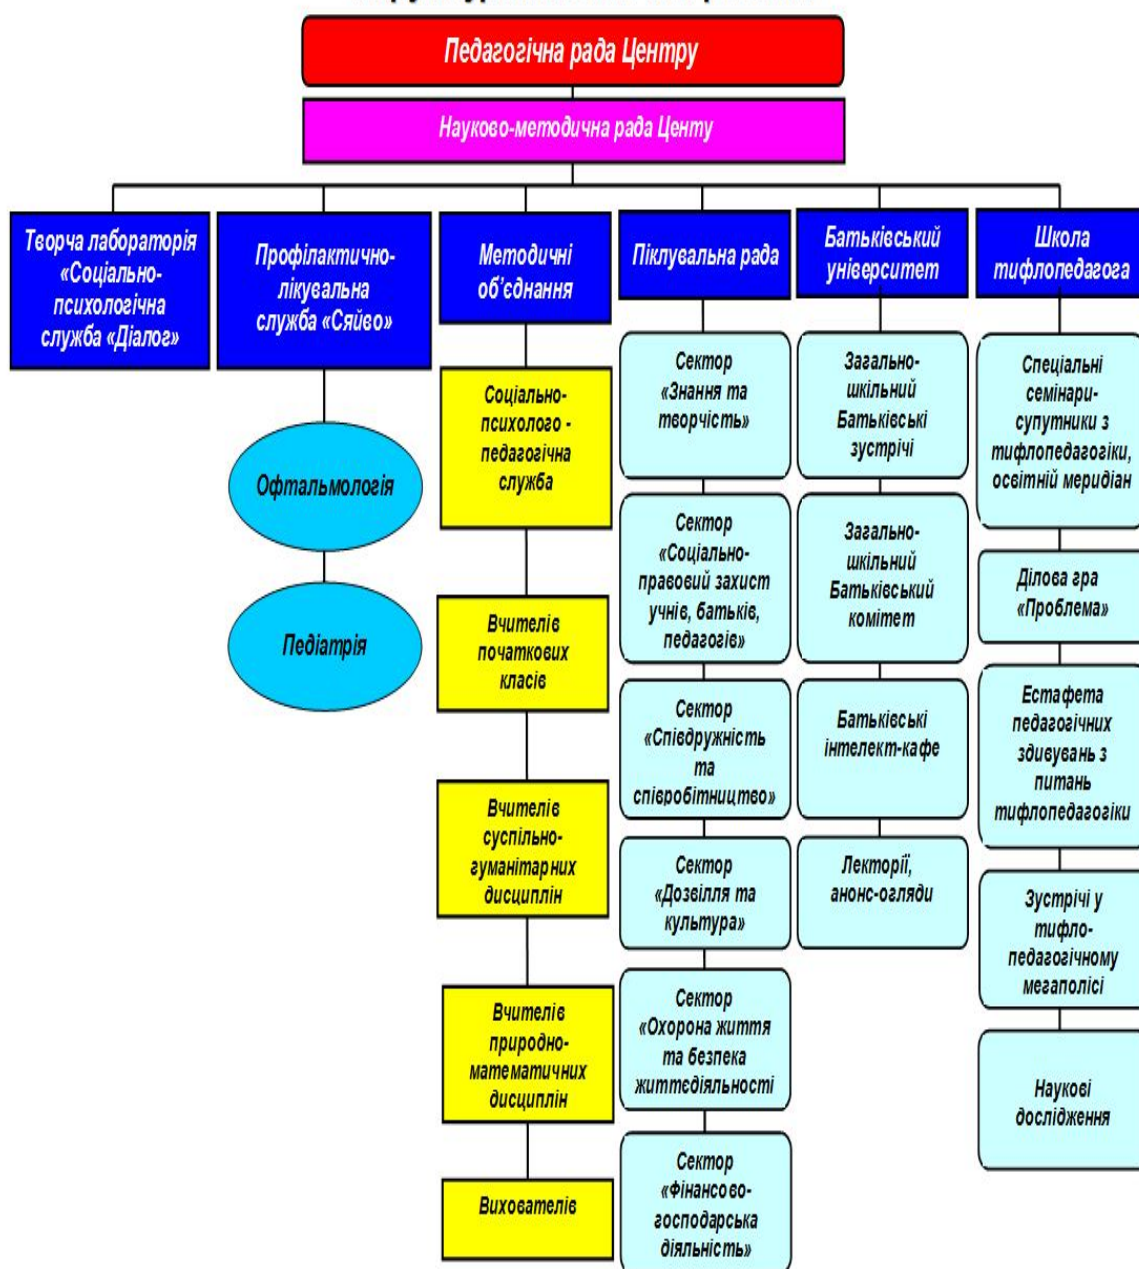 Педагогічна рада Центру
Науково-методична рада Центу
Творча лабораторія
«Соціально-
психологічна
служба «Діалог»
Профілактично-
лікувальна
служба «Сяйво»
Офтальмологія
Педіатрія
Методичні
об’єднання
Соціально-
психолого -
педагогічна
служба
Вчителів
початкових
класів
Вчителів
суспільно-
гуманітарних
дисциплін
Вчителів
природно-
математичних
дисциплін
Вихователів
Піклувальна рада
Сектор
«Знання та
творчість»
Сектор
«Соціально-
правовий захист
учнів, батьків,
педагогів»
Сектор
«Співдружність
та
співробітництво»
Сектор
«Дозвілля та
культура»
Сектор
«Охорона життя
та безпека
життєдіяльності
Сектор
«Фінансово-
господарська
діяльність»
Батьківський
університет
Загально-
шкільний
Батьківські
зустрічі
Загально-
шкільний
Батьківський
комітет
Батьківські
інтелект-кафе
Лекторії,
анонс-огляди
Школа
тифлопедагога
Спеціальні
семінари-
супутники з
тифлопедагогіки,
освітній меридіан
Ділова гра
«Проблема»
Естафета
педагогічних
здивувань з
питань
тифлопедагогіки
Зустрічі у
тифло-
педагогічному
мегаполісі
Наукові
дослідження